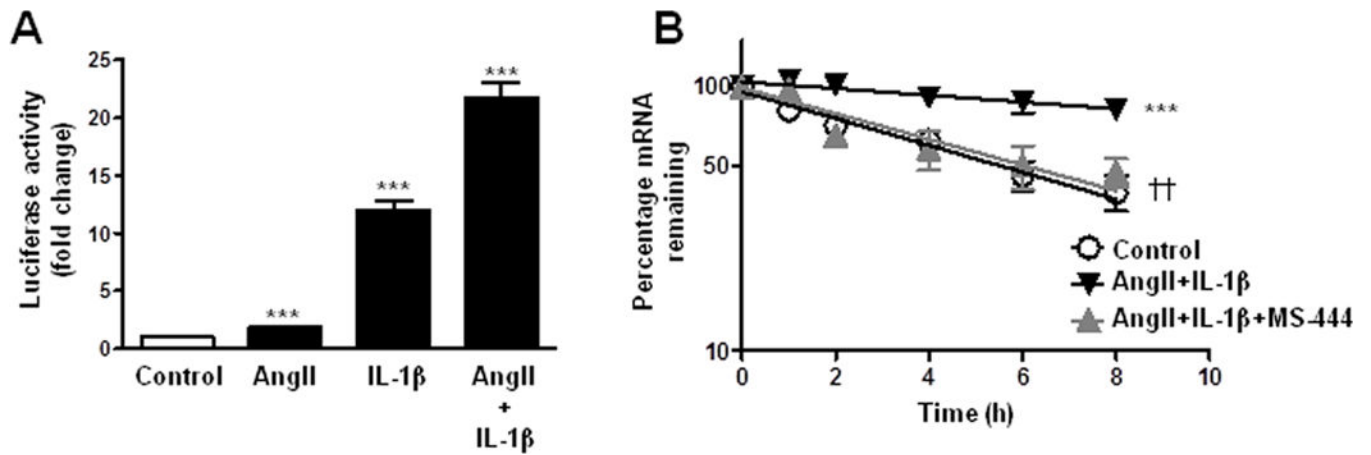 A
Luciferase activity
(fold change)
25
20
15
10
5
0
***
***
***
Control
AngII
IL-1β
AngII
+
IL-1β
B
Percentage mRNA
remaining
100
50
10
***
††
Control
AngII+IL-1β
AngII+IL-1β+MS-444
0
2
4
6
8
10
Time (h)